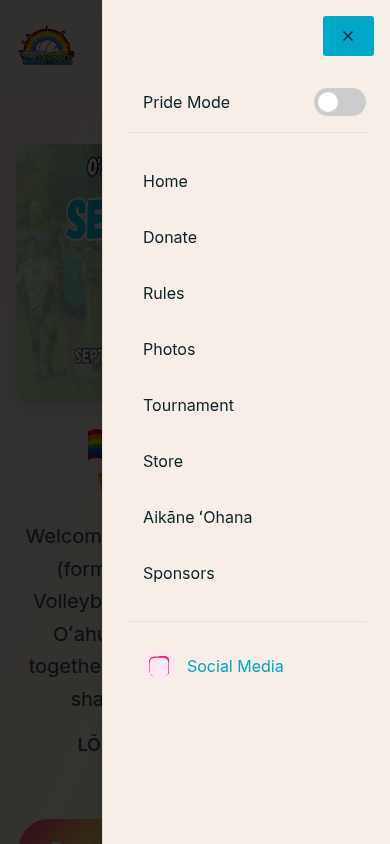 ×
Pride Mode
Home
Donate
Rules
Photos
Tournament
Store
Aikāne ʻOhana
Sponsors
Social Media
SEPT
Welcom
(form
Volleyb
Oʻahu
togethe
sha
LŌ